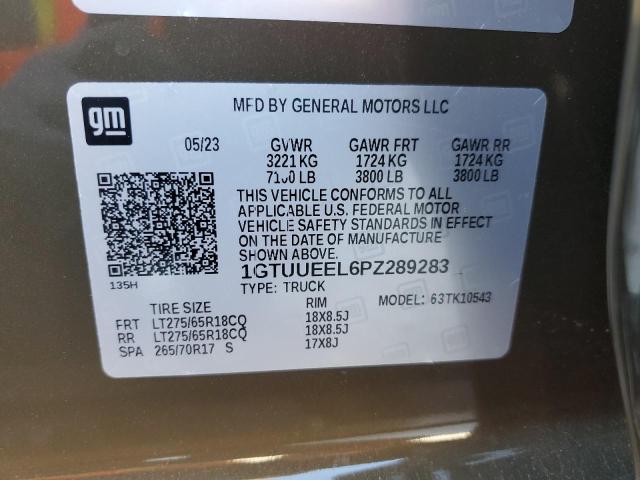 gm
MFD BY GENERAL MOTORS LLC
05/23 GVWR GAWR FRT GAWR RR
3221 KG 1724 KG 1724 KG
7100 LB 3800 LB 3800 LB
THIS VEHICLE CONFORMS TO ALL
APPLICABLE U.S. FEDERAL MOTOR
VEHICLE SAFETY STANDARDS IN EFFECT
ON THE DATE OF MANUFACTURE
SHOWN ABOVE.
135H
1GTUUEEL6PZ289283
TYPE: TRUCK MODEL: 63TK10543
TIRE SIZE RIM
FRT LT275/65R18CQ 18X8.5J
RR LT275/65R18CQ 18X8.5J
SPA 265/70R17 S 17X8J